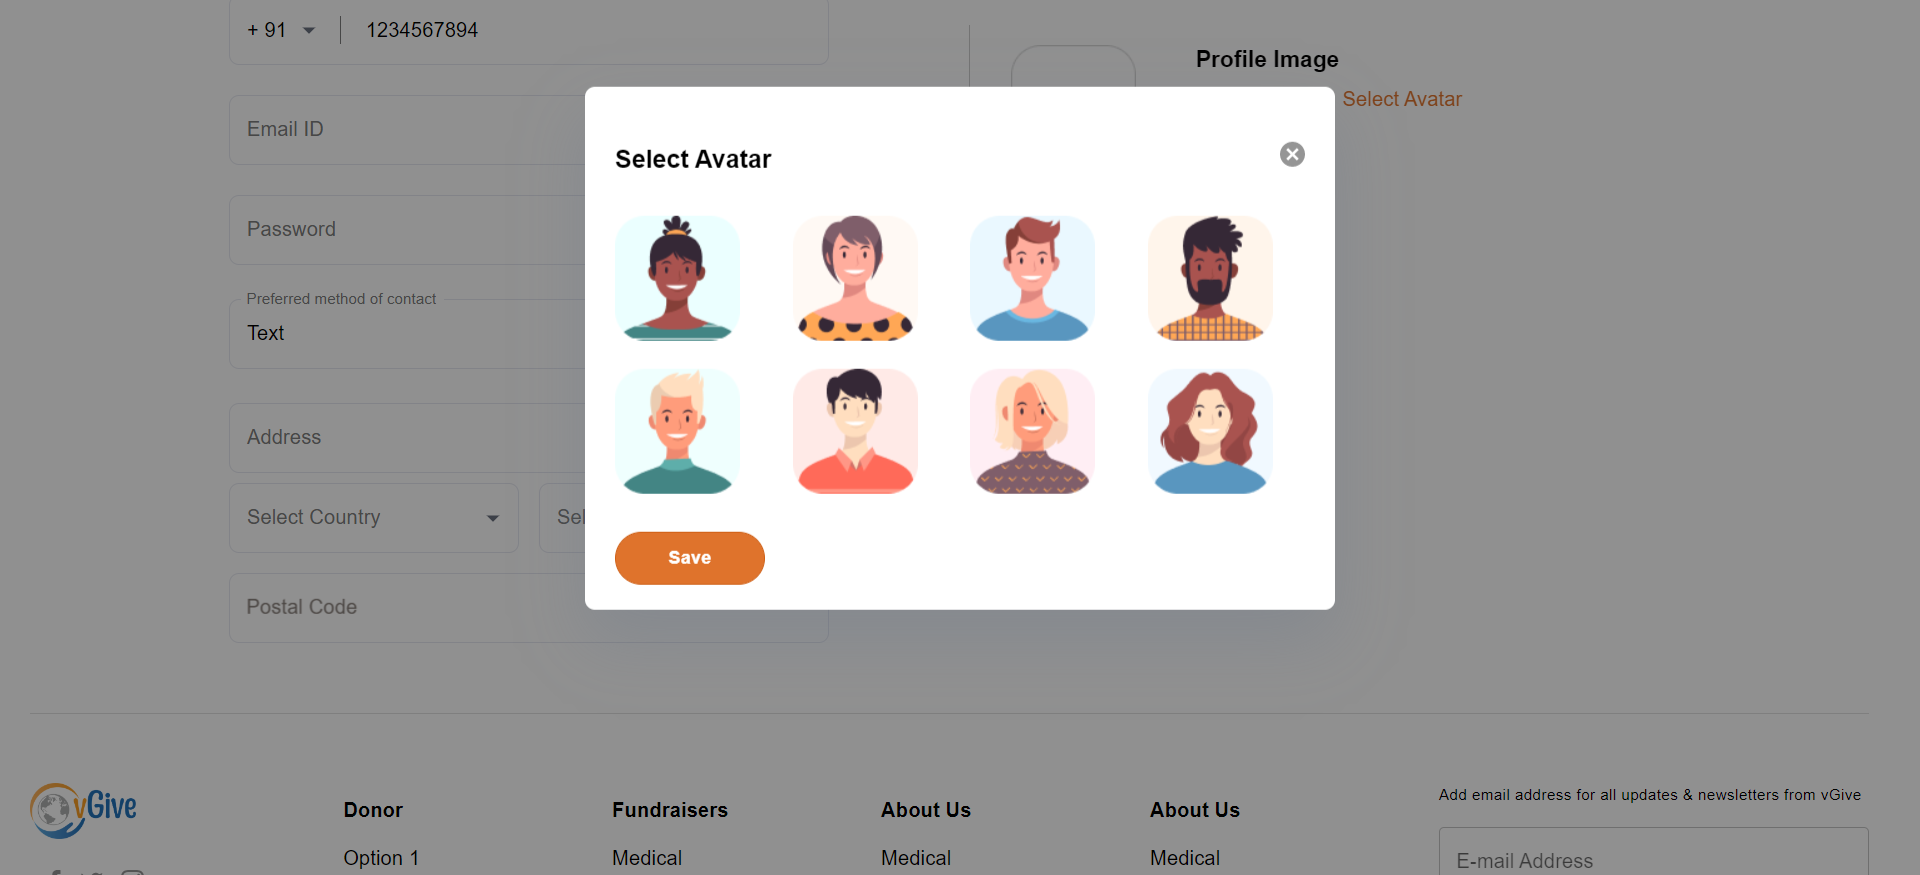 + 91
1234567894
Profile Image
Select Avatar
Email ID
Select Avatar
Password
Preferred method of contact
Text
Address
Select Country
Sel
Save
Postal Code
vGive
Donor
Fundraisers
About Us
About Us
Add email address for all updates & newsletters from vGive
Option 1
Medical
Medical
Medical
E-mail Address